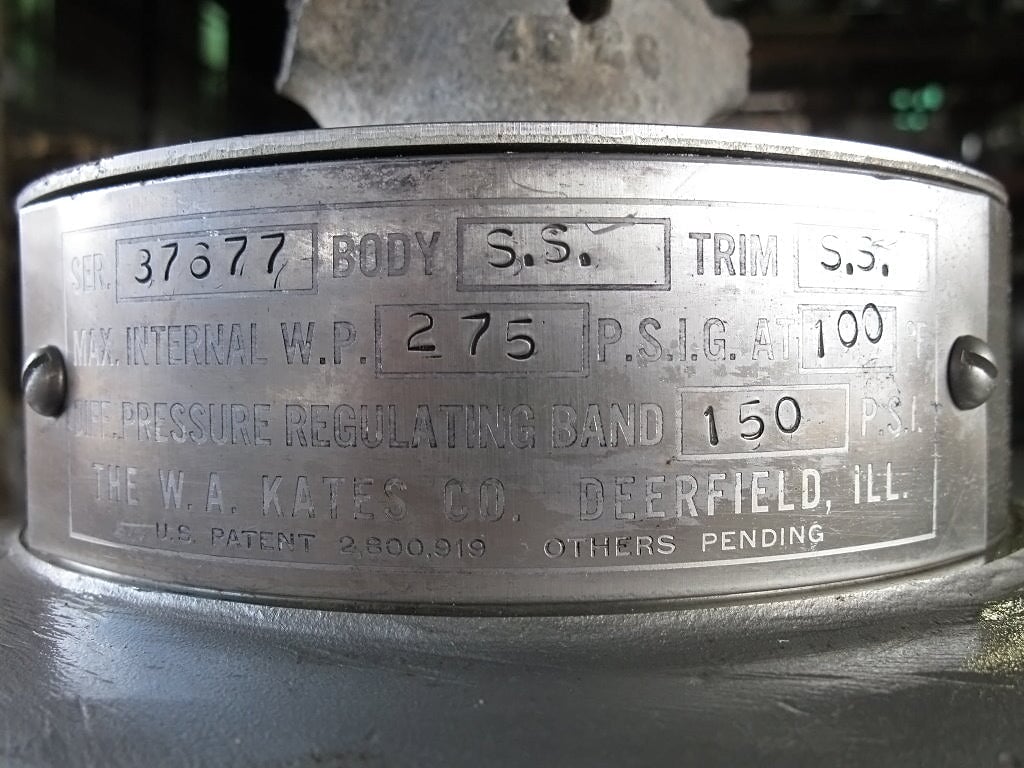 SER. 37677 BODY S.S. TRIM S.S.
MAX. INTERNAL W.P. 275 P.S.I.G. AT 100 °F
DIFF. PRESSURE REGULATING BAND 150 P.S.I.
THE W. A. KATES CO. DEERFIELD, ILL.
U.S. PATENT 2,800,919 OTHERS PENDING